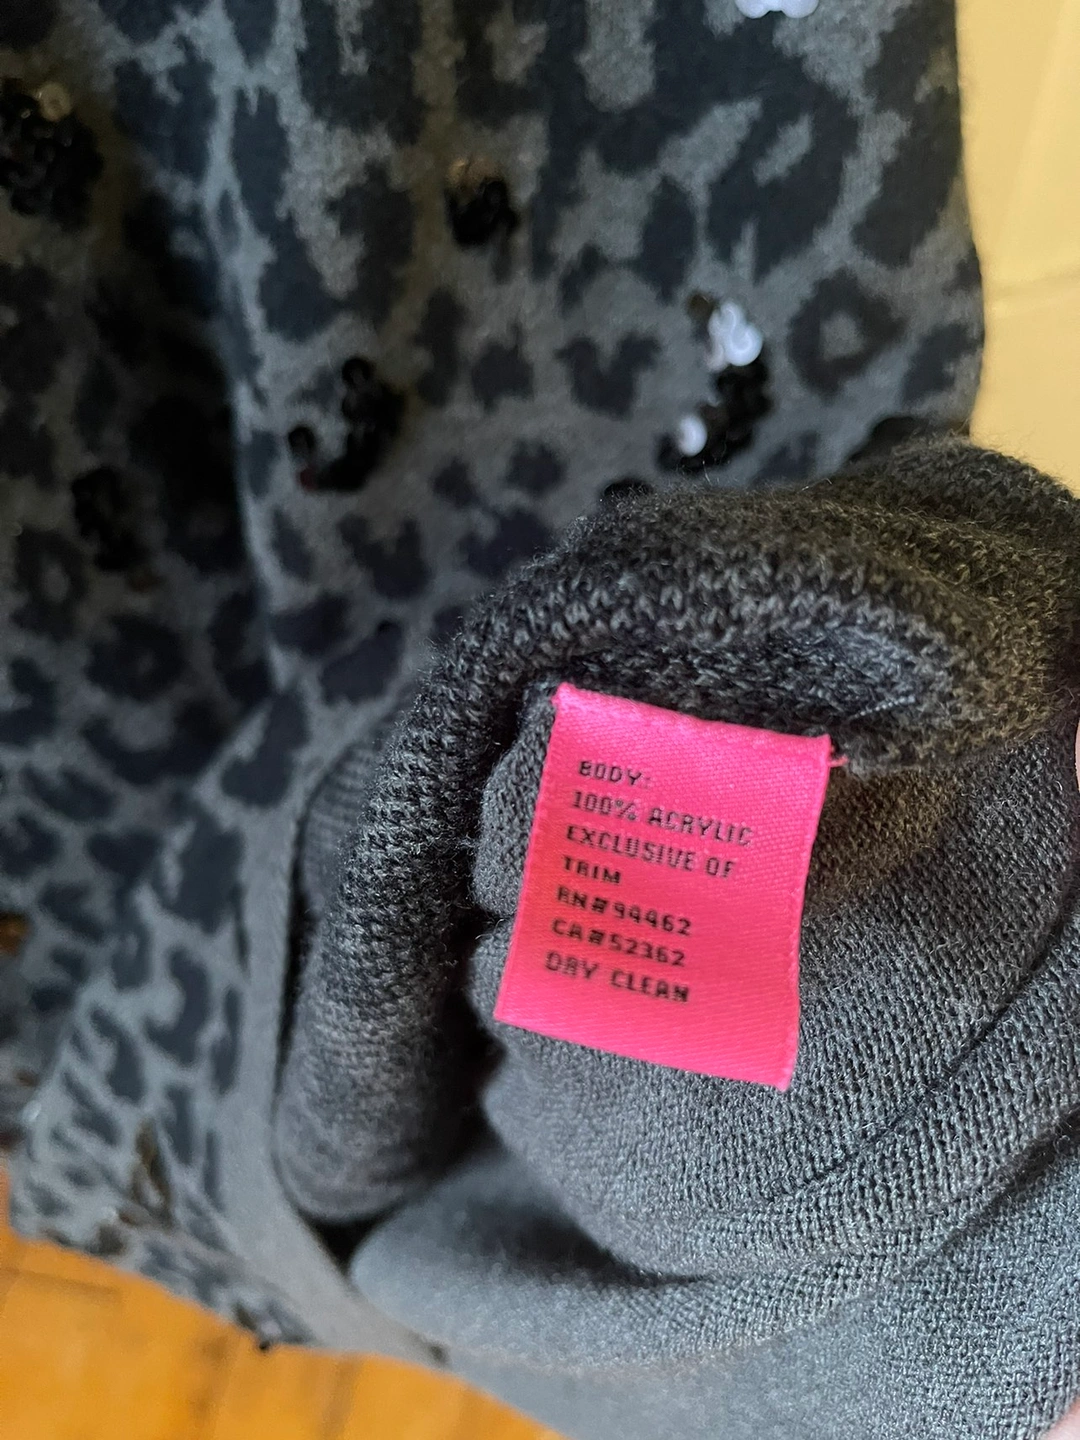 BODY:
100% ACRYLIC
EXCLUSIVE OF
TRIM
RN#94462
CA#52362
DRY CLEAN